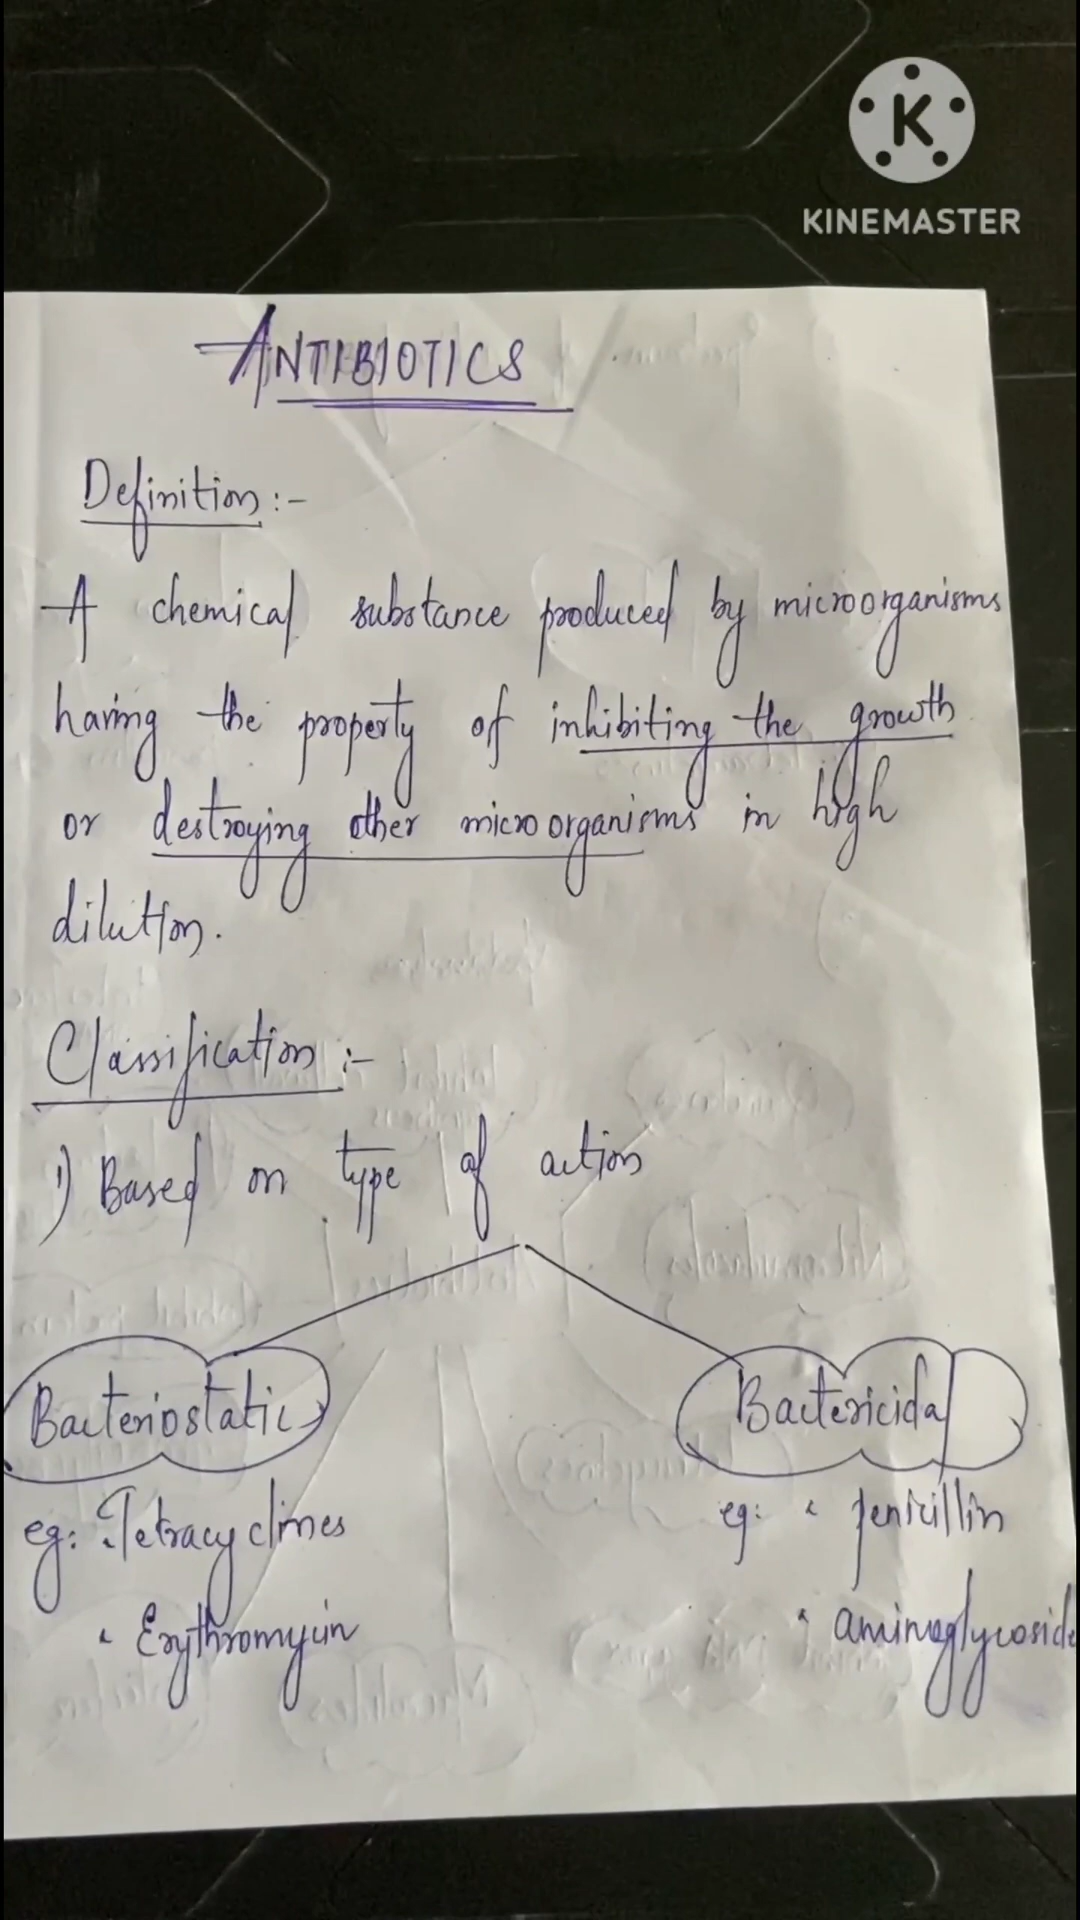 K
KINEMASTER
ANTIBIOTICS
Definition :-
A chemical substance produced by microorganisms
having the property of inhibiting the growth
or destroying other microorganisms in high
dilution.
Classification :-
1) Based on type of action
Bacteriostatic
Bactericidal
eg: Tetracyclines
eg: Penicillin
Erythromycin
aminoglycoside